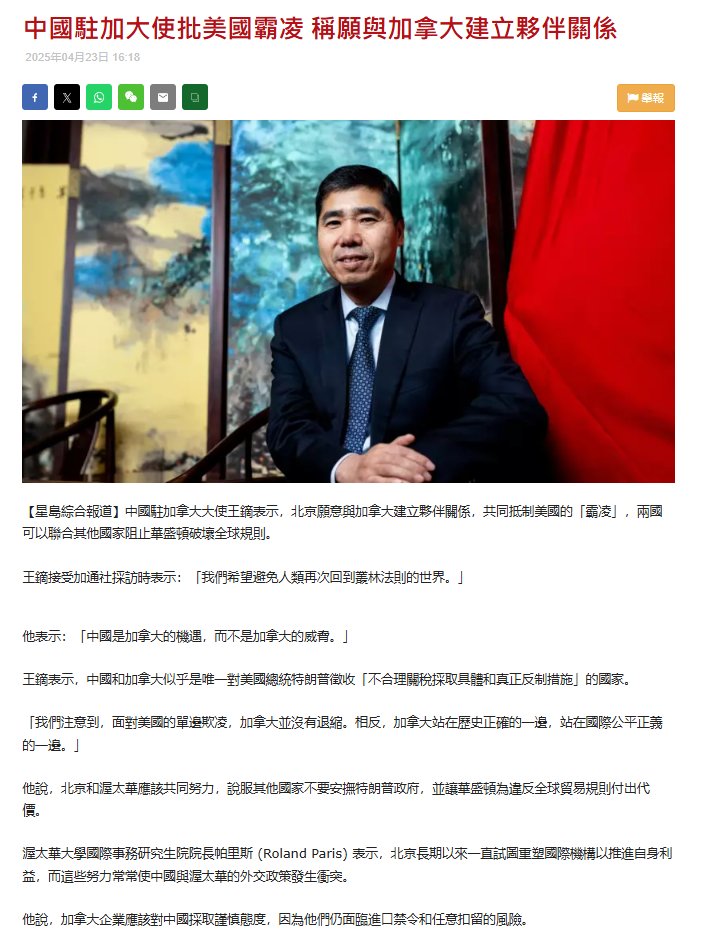 中國駐加大使批美國霸凌 稱願與加拿大建立夥伴關係
2025年04月23日 16:18
舉報
【星島綜合報道】中國駐加拿大大使王鏑表示，北京願意與加拿大建立夥伴關係，共同抵制美國的「霸凌」，兩國
可以聯合其他國家阻止華盛頓破壞全球規則。
王鏑接受加通社採訪時表示：「我們希望避免人類再次回到叢林法則的世界。」
他表示：「中國是加拿大的機遇，而不是加拿大的威脅。」
王鏑表示，中國和加拿大似乎是唯一對美國總統特朗普徵收「不合理關稅採取具體和真正反制措施」的國家。
「我們注意到，面對美國的單邊欺凌，加拿大並沒有退縮。相反，加拿大站在歷史正確的一邊，站在國際公平正義
的一邊。」
他說，北京和渥太華應該共同努力，說服其他國家不要安撫特朗普政府，並讓華盛頓為違反全球貿易規則付出代
價。
渥太華大學國際事務研究生院院長帕里斯 (Roland Paris) 表示，北京長期以來一直試圖重塑國際機構以推進自身利
益，而這些努力常常使中國與渥太華的外交政策發生衝突。
他說，加拿大企業應該對中國採取謹慎態度，因為他們仍面臨進口禁令和任意扣留的風險。